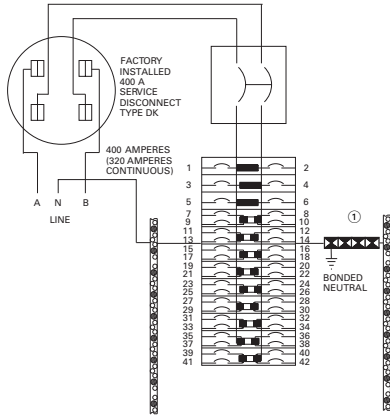 FACTORY
INSTALLED
400 A
SERVICE
DISCONNECT
TYPE DK
400 AMPERES
(320 AMPERES
CONTINUOUS)
A N B
LINE
1 2
3 4
5 6
7 8
9 10
11 12
13 14
15 16
17 18
19 20
21 22
23 24
25 26
27 28
29 30
31 32
33 34
35 36
37 38
39 40
41 42
①
BONDED
NEUTRAL